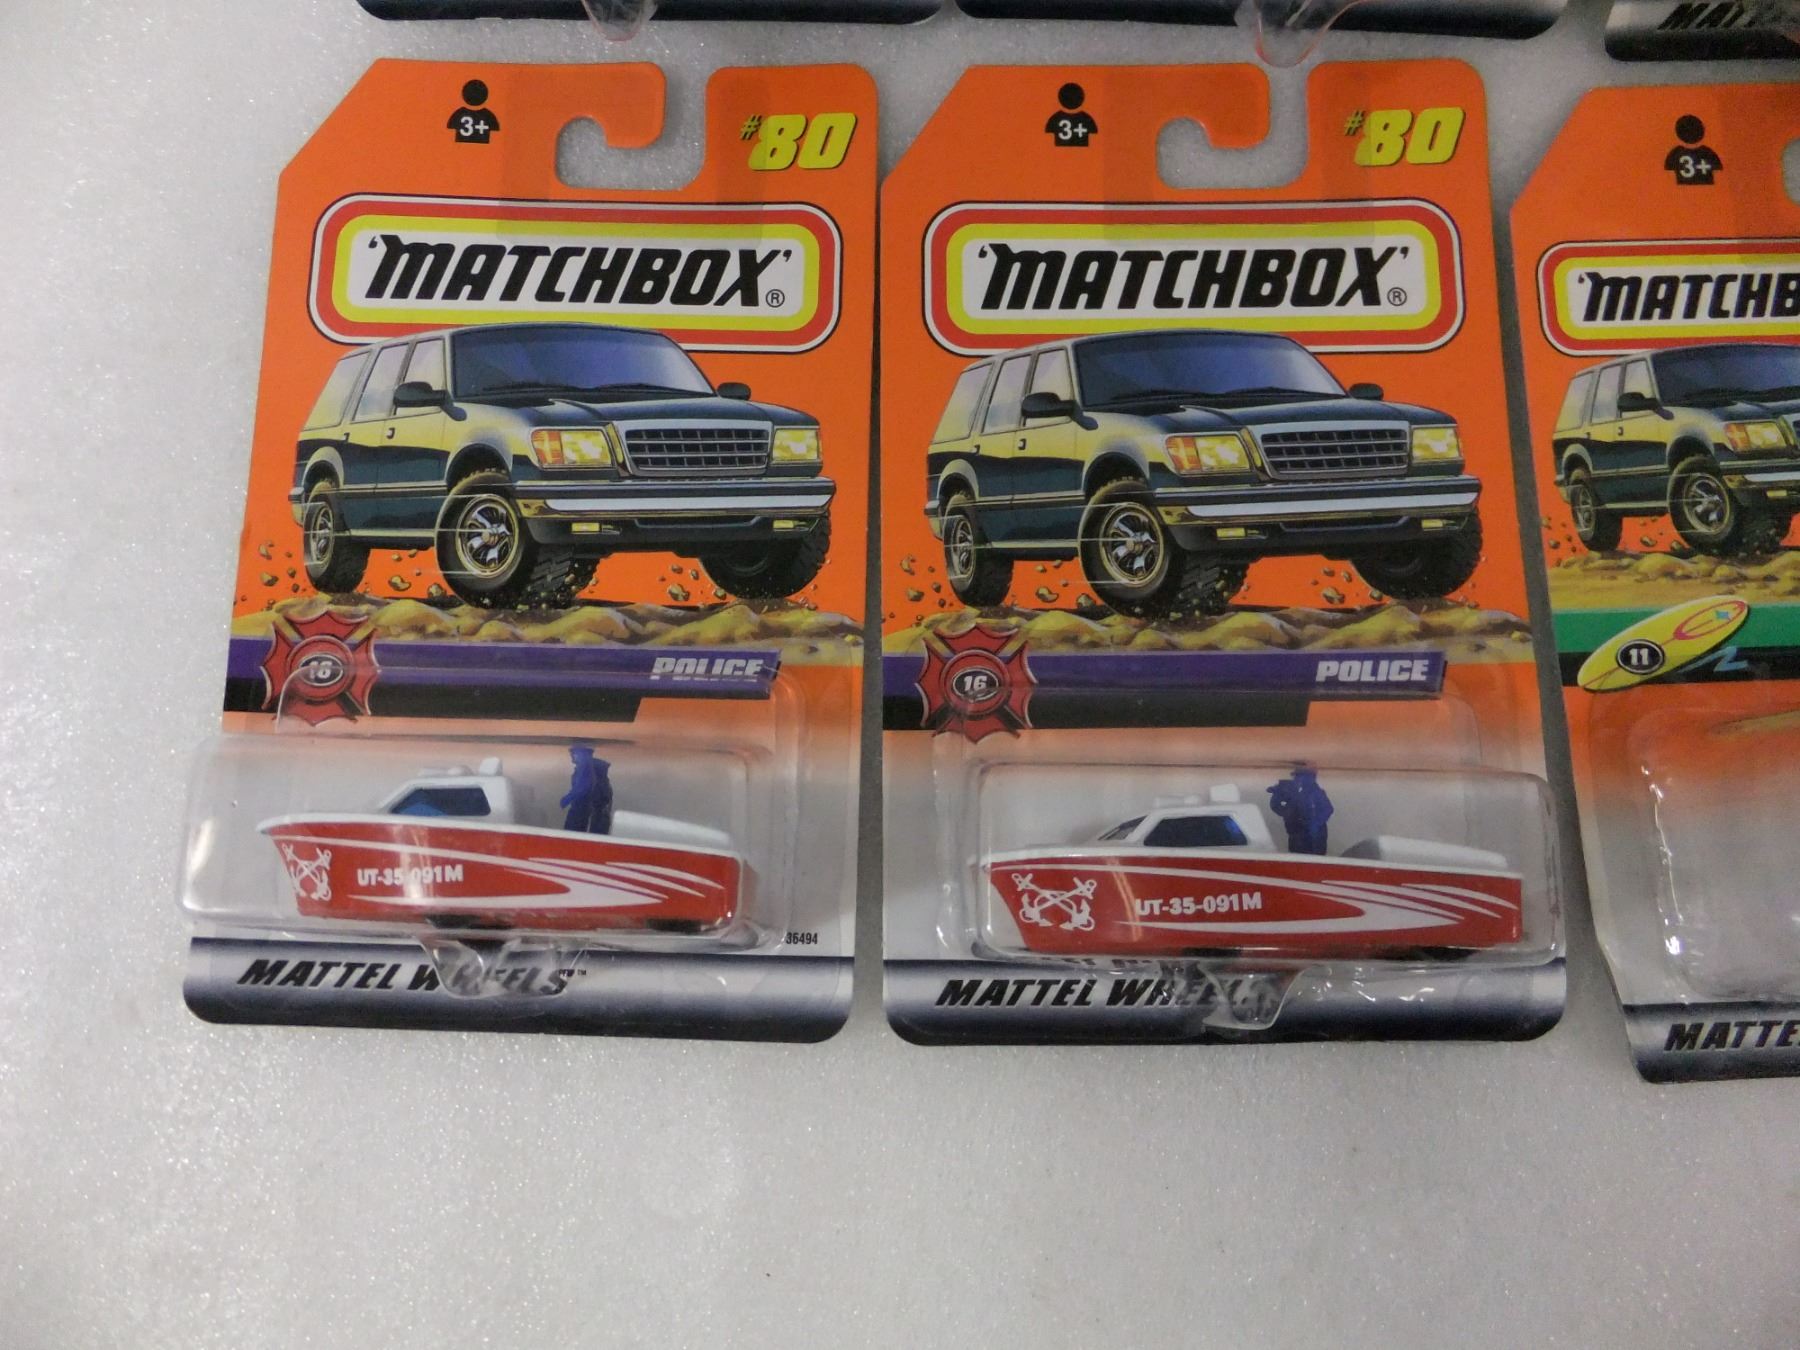 3+
#80
'MATCHBOX'®
16
POLICE
UT-35-091M
36494
MATTEL WHEELS™
3+
#80
'MATCHBOX'®
16
POLICE
UT-35-091M
MATTEL WHEELS
3+
'MATCHB
11
MATTE